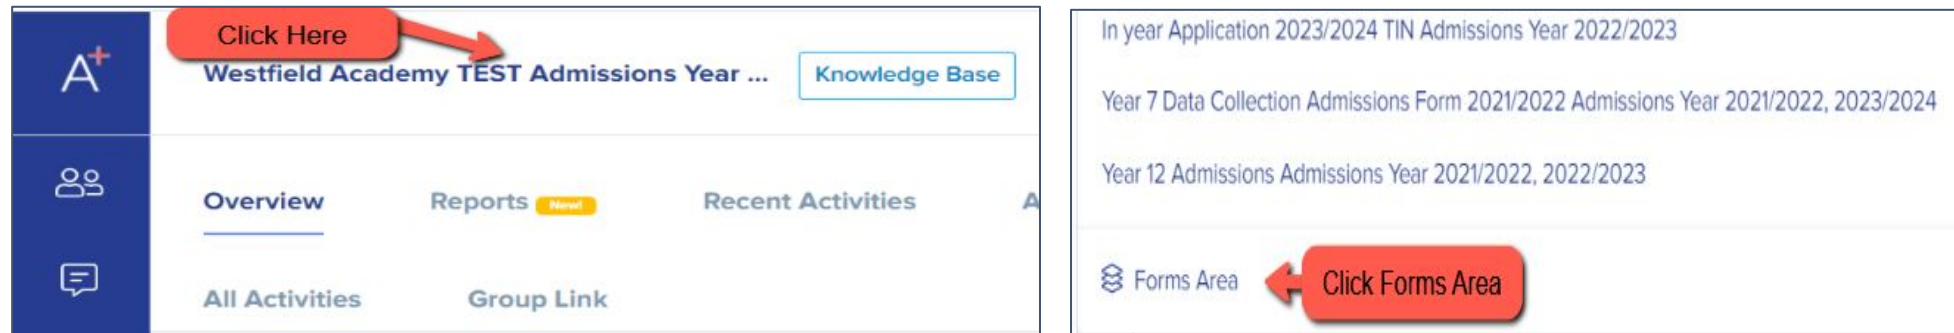 Click Here
A+
Westfield Academy TEST Admissions Year ...
Knowledge Base
Overview
Reports
New!
Recent Activities
A
All Activities
Group Link
In year Application 2023/2024 TIN Admissions Year 2022/2023
Year 7 Data Collection Admissions Form 2021/2022 Admissions Year 2021/2022, 2023/2024
Year 12 Admissions Admissions Year 2021/2022, 2022/2023
Forms Area
Click Forms Area